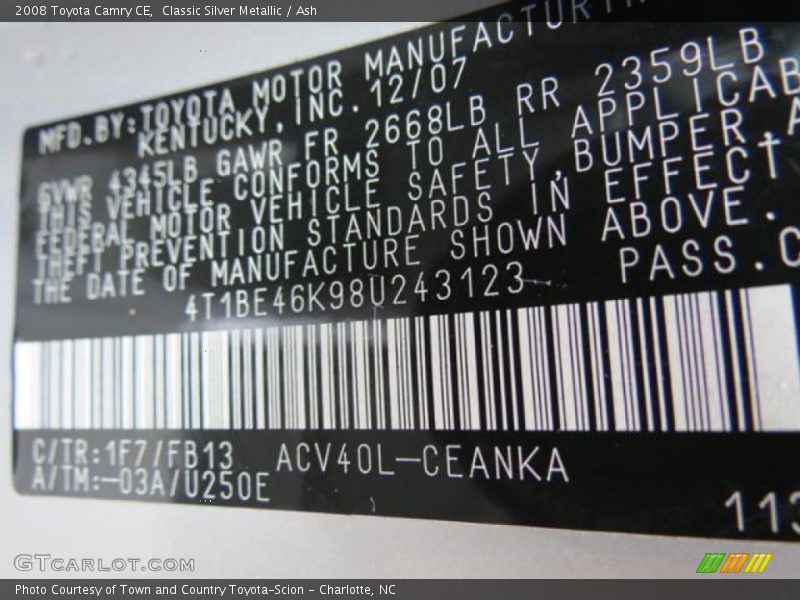 2008 Toyota Camry CE,  Classic Silver Metallic / Ash
MFD.BY:TOYOTA MOTOR MANUFACTURI
KENTUCKY,INC.12/07
GVWR 4345LB GAWR FR 2668LB RR 2359LB
THIS VEHICLE CONFORMS TO ALL APPLICAB
FEDERAL MOTOR VEHICLE SAFETY,BUMPER,A
THEFT PREVENTION STANDARDS IN EFFECT
THE DATE OF MANUFACTURE SHOWN ABOVE.
4T1BE46K98U243123 PASS.C
C/TR:1F7/FB13 ACV40L-CEANKA
A/TM:-03A/U250E
113
GTCARLOT.COM
Photo Courtesy of Town and Country Toyota-Scion - Charlotte, NC